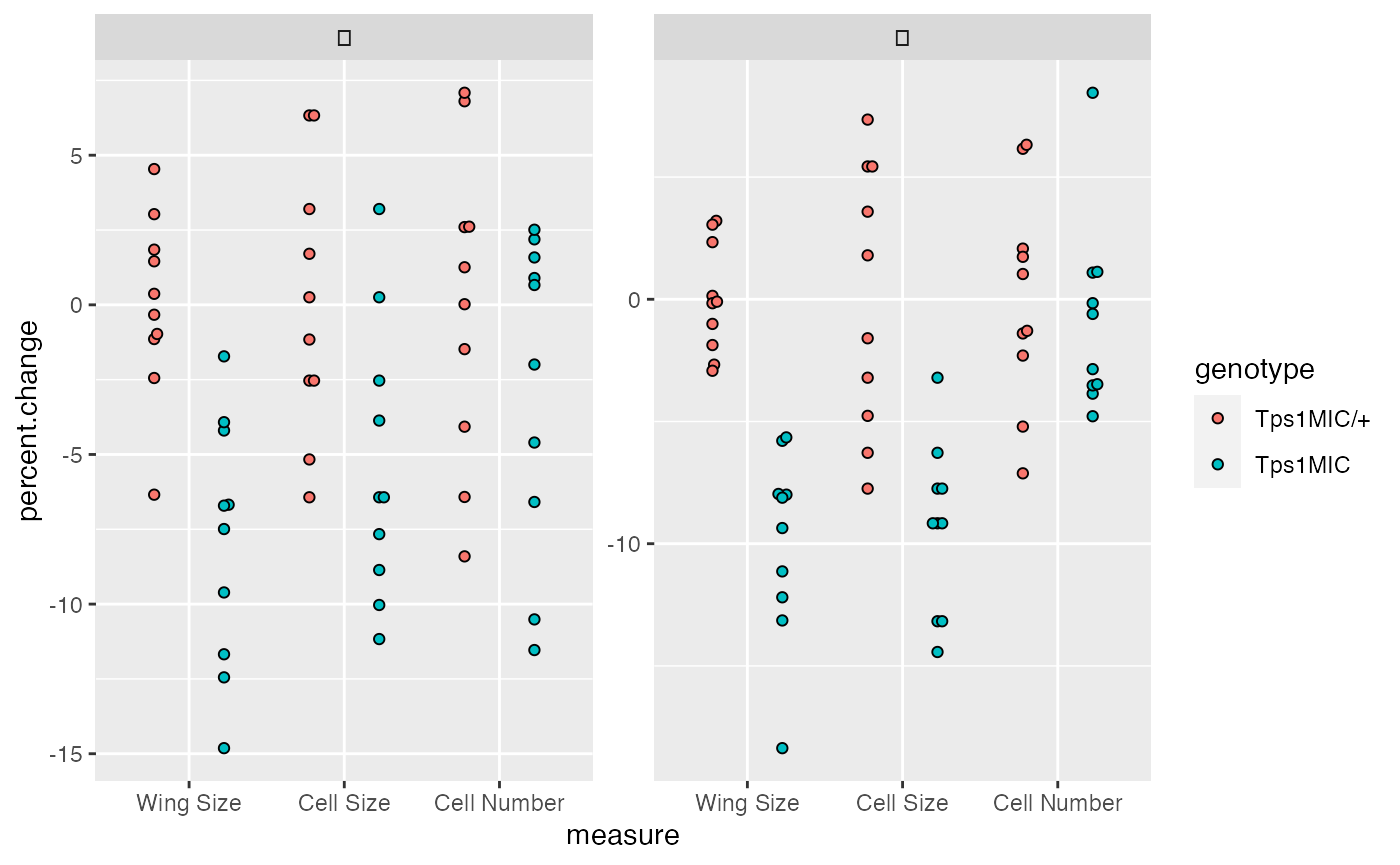 percent.change
5
0
-5
-10
-15
Wing Size Cell Size Cell Number
0
-10
Wing Size Cell Size Cell Number
measure
genotype
Tps1MIC/+
Tps1MIC